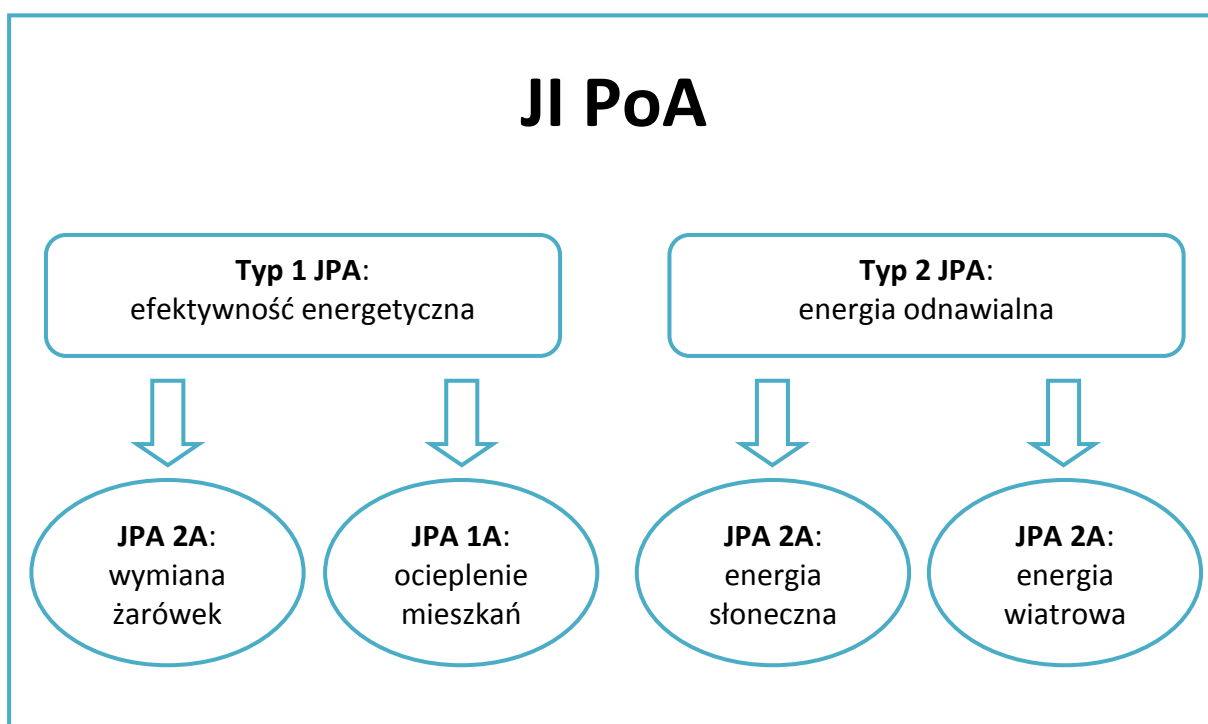 JI PoA
Typ 1 JPA:
efektywność energetyczna
Typ 2 JPA:
energia odnawialna
JPA 2A:
wymiana
żarówek
JPA 1A:
ocieplenie
mieszkań
JPA 2A:
energia
słoneczna
JPA 2A:
energia
wiatrowa